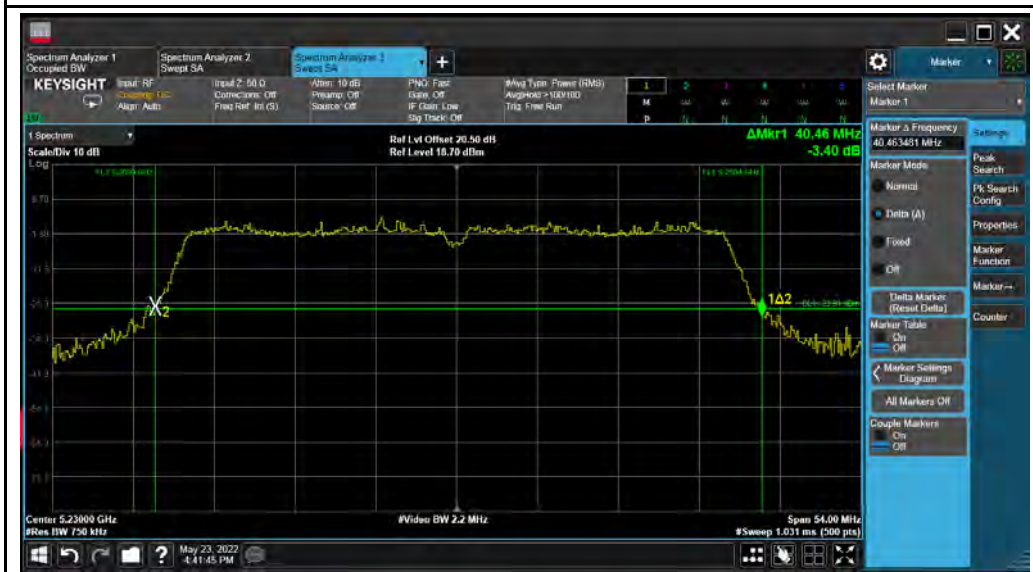 Spectrum Analyzer 1
Occupied BW
Spectrum Analyzer 2
Swept SA
Spectrum Analyzer 3
Swept SA
+
Marker
KEYSIGHT
Input: RF
Align: Auto
Input Z: 50 Ω
Corrections: Off
Freq Ref: Int (S)
Atten: 10 dB
Preamp: Off
Source: Off
PNO: Fast
Gate: Off
IF Gain: Low
Sig Track: Off
#Avg Type: Power (RMS)
Avg|Hold: >100/100
Trig: Free Run
1
M
P
N N N N N
1 Spectrum
Scale/Div 10 dB
Log
Ref Lvl Offset 20.50 dB
Ref Level 18.70 dBm
ΔMkr1 40.46 MHz
-3.40 dB
8.70
X2
1Δ2
Center 5.23000 GHz
#Res BW 750 kHz
#Video BW 2.2 MHz
Span 54.00 MHz
#Sweep 1.031 ms (500 pts)
Select Marker
Marker 1
Marker Δ Frequency
40.463481 MHz
Marker Mode
Normal
Delta (Δ)
Fixed
Off
Delta Marker
(Reset Delta)
Marker Table
On
Off
Marker Settings
Diagram
All Markers Off
Couple Markers
On
Off
Settings
Peak
Search
Pk Search
Config
Properties
Marker
Function
Marker→
Counter
?
May 23, 2022
4:41:45 PM